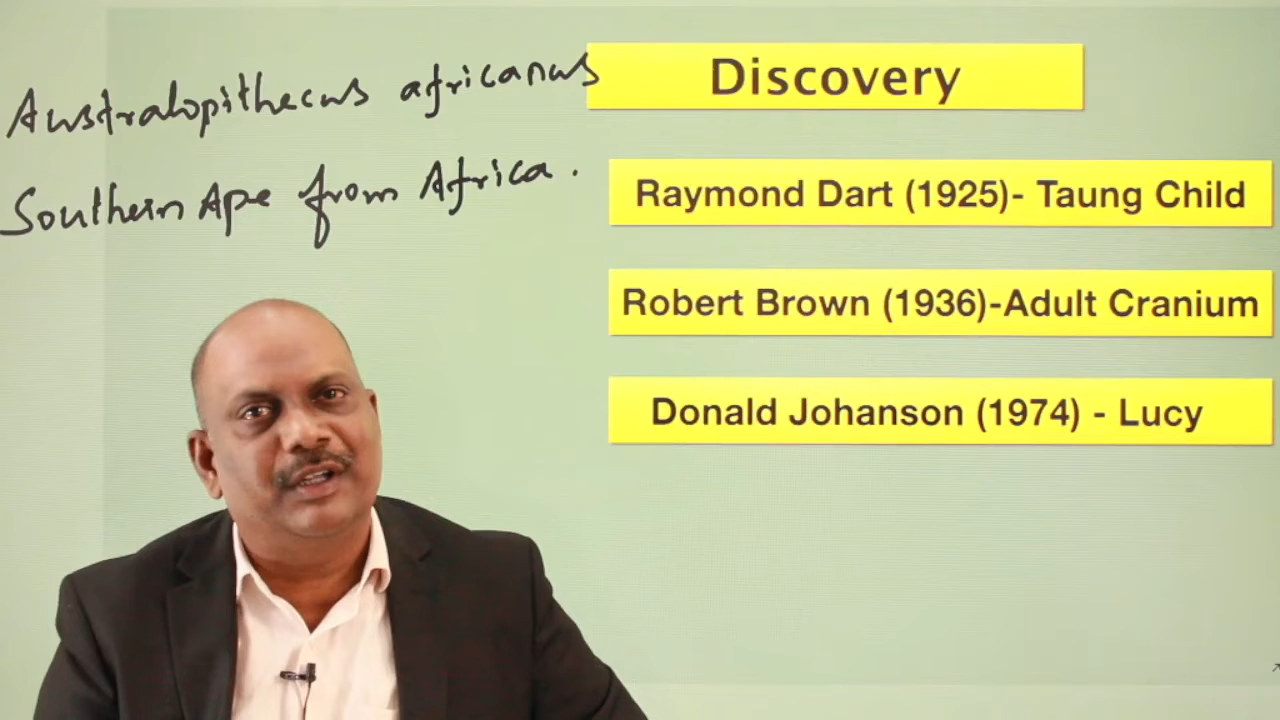 Australopithecus africanus
Southern Ape from Africa.
Discovery
Raymond Dart (1925)- Taung Child
Robert Brown (1936)-Adult Cranium
Donald Johanson (1974) - Lucy